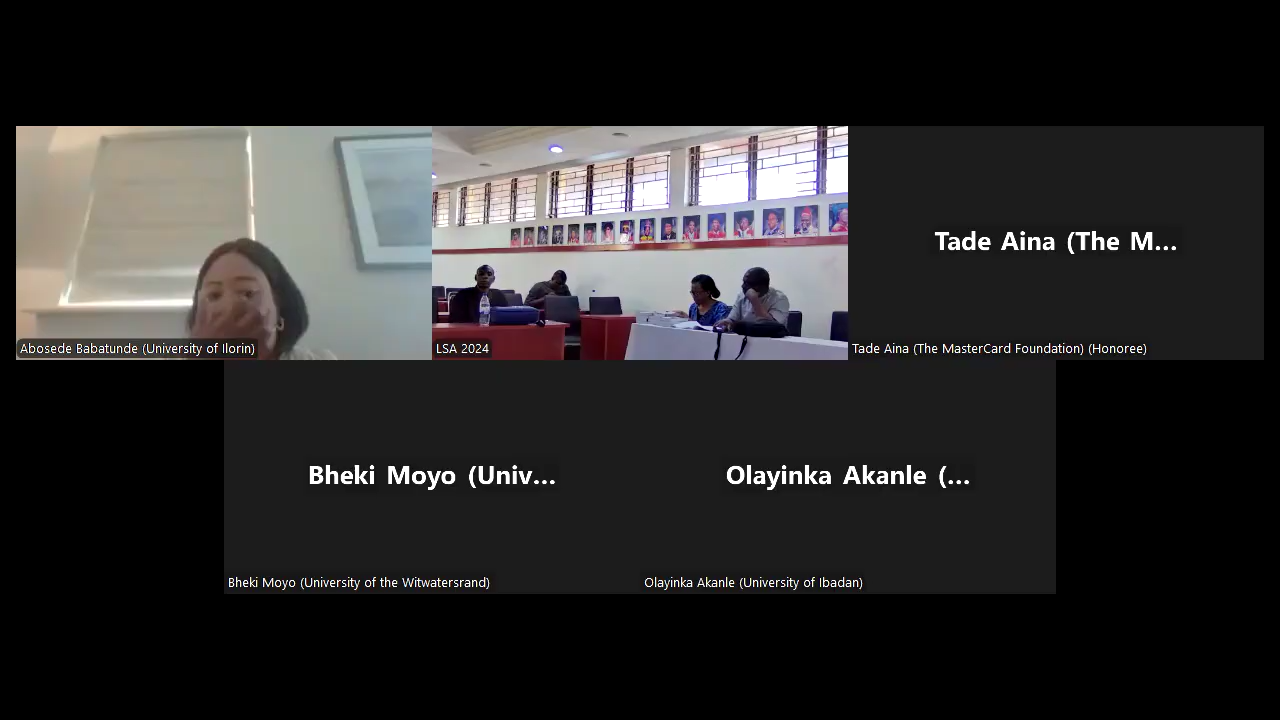 Tade Aina (The M...
Abosede Babatunde (University of Ilorin)
LSA 2024
Tade Aina (The MasterCard Foundation) (Honoree)
Bheki Moyo (Univ...
Olayinka Akanle (...
Bheki Moyo (University of the Witwatersrand)
Olayinka Akanle (University of Ibadan)